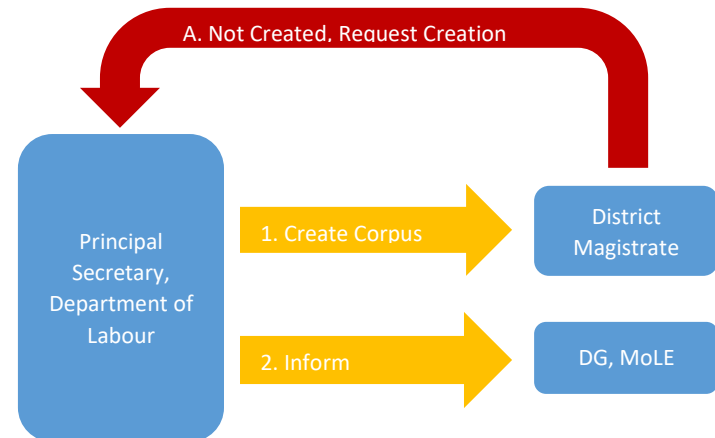 A. Not Created, Request Creation
Principal
Secretary,
Department of
Labour
1. Create Corpus
District
Magistrate
2. Inform
DG, MoLE